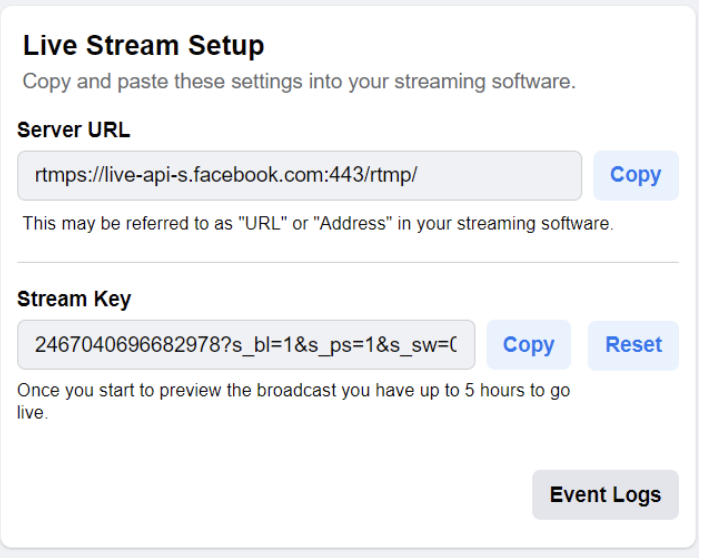 Live Stream Setup
Copy and paste these settings into your streaming software.
Server URL
rtmps://live-api-s.facebook.com:443/rtmp/
Copy
This may be referred to as "URL" or "Address" in your streaming software.
Stream Key
2467040696682978?s_bl=1&s_ps=1&s_sw=0
Copy
Reset
Once you start to preview the broadcast you have up to 5 hours to go
live.
Event Logs